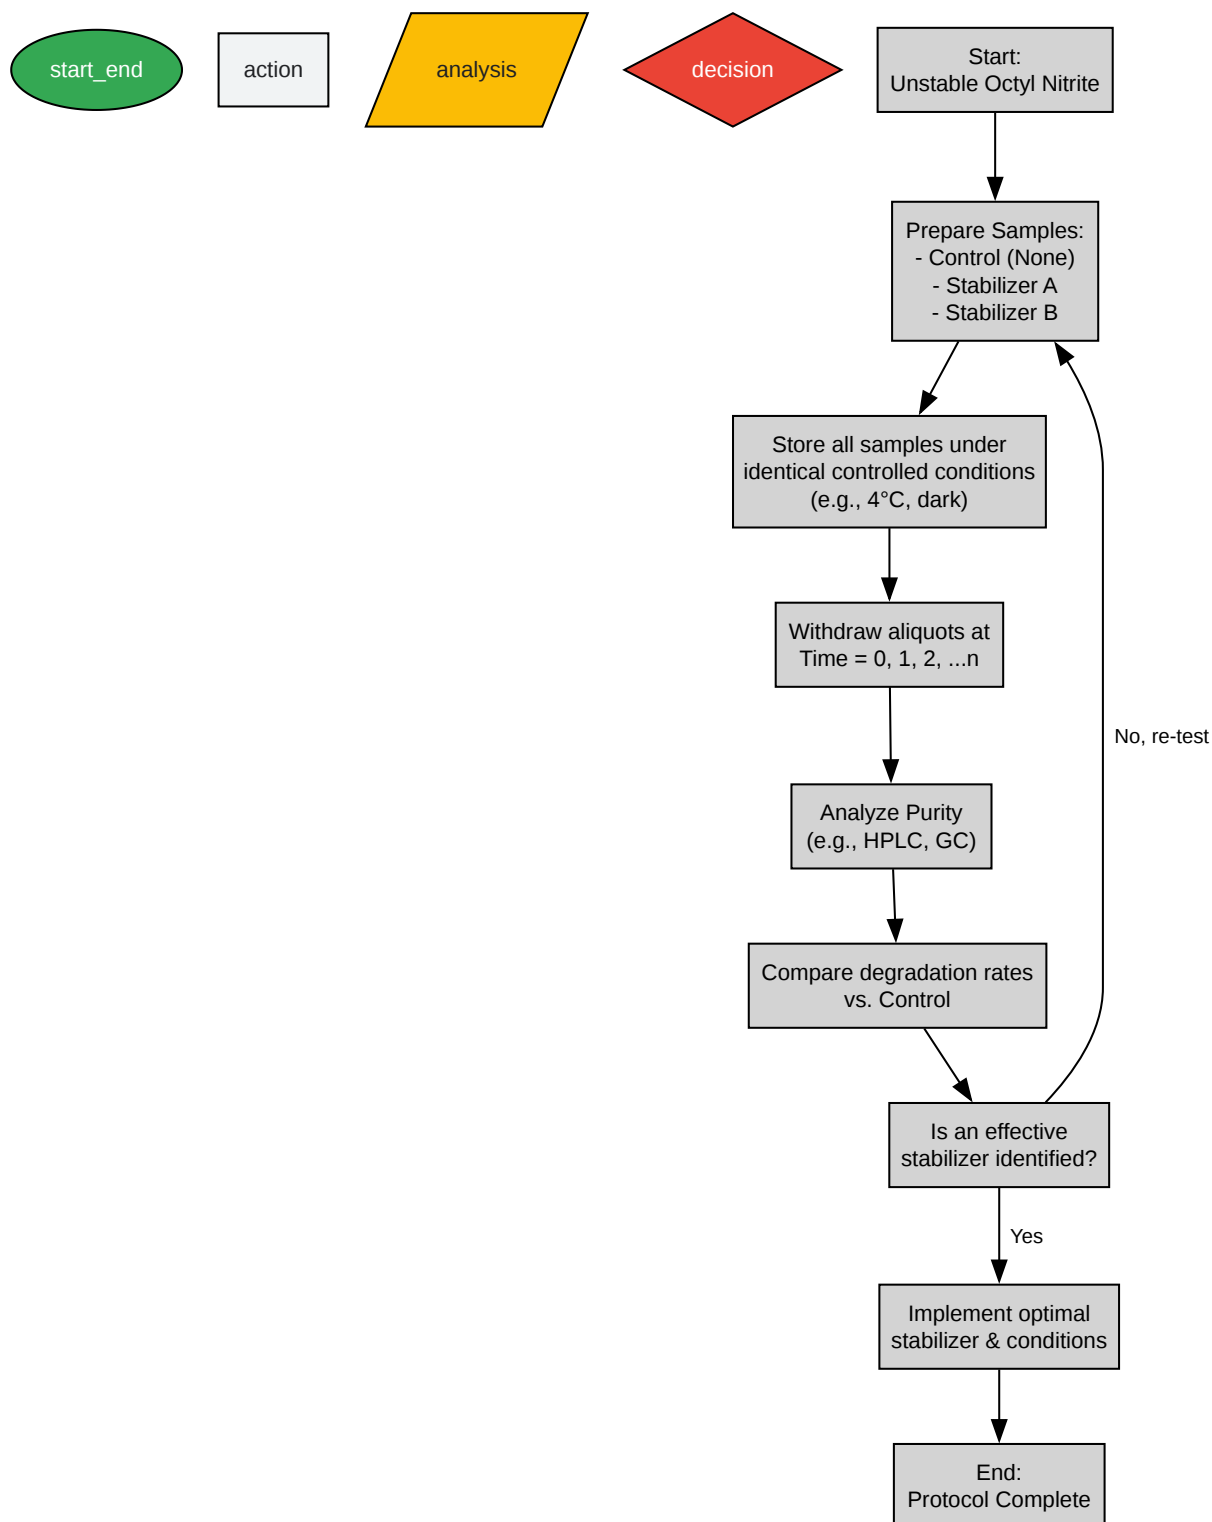 start_end
action
analysis
decision
Start:
Unstable Octyl Nitrite
Prepare Samples:
- Control (None)
- Stabilizer A
- Stabilizer B
Store all samples under
identical controlled conditions
(e.g., 4°C, dark)
Withdraw aliquots at
Time = 0, 1, 2, ...n
No, re-test
Analyze Purity
(e.g., HPLC, GC)
Compare degradation rates
vs. Control
Is an effective
stabilizer identified?
Yes
Implement optimal
stabilizer & conditions
End:
Protocol Complete